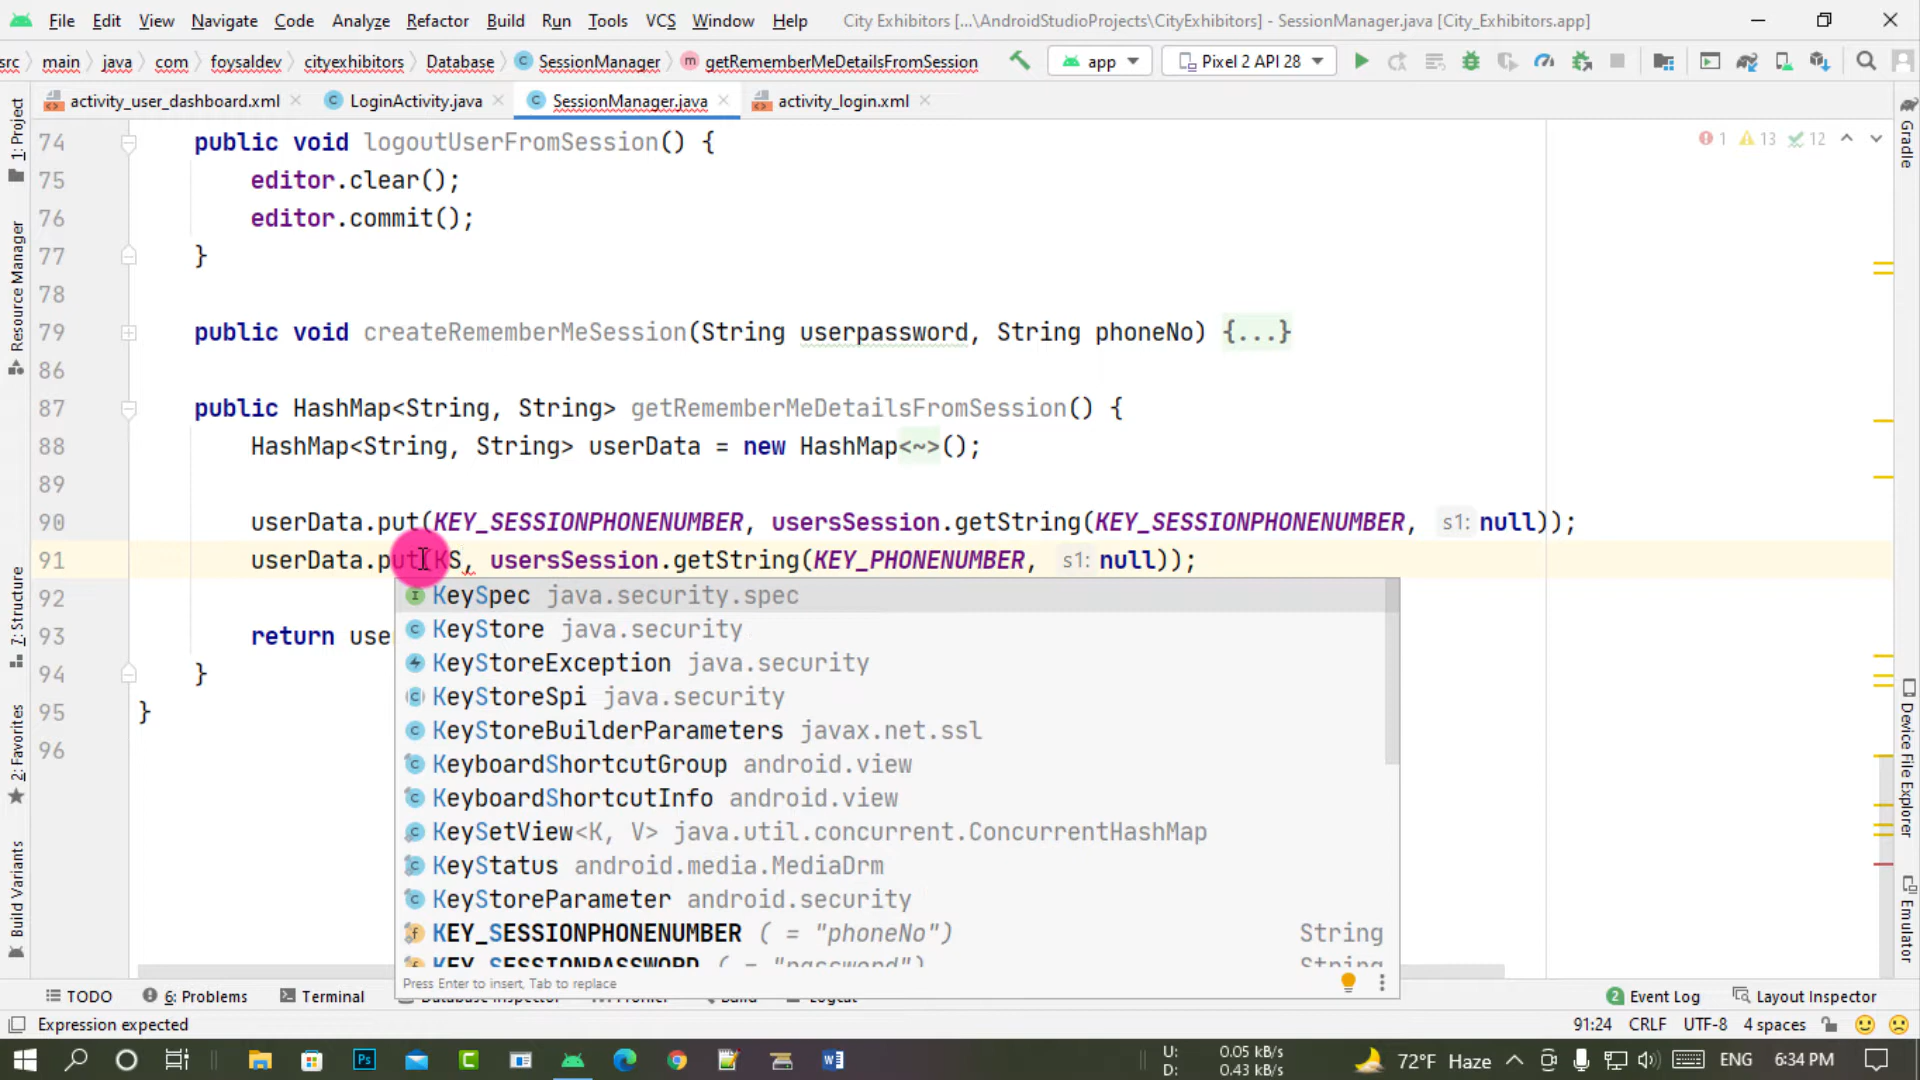 File Edit View Navigate Code Analyze Refactor Build Run Tools VCS Window Help City Exhibitors [...\AndroidStudioProjects\CityExhibitors] - SessionManager.java [City_Exhibitors.app]
src main java com foysaldev cityexhibitors Database SessionManager getRememberMeDetailsFromSession app Pixel 2 API 28
activity_user_dashboard.xml LoginActivity.java SessionManager.java activity_login.xml
1 13 12
74 public void logoutUserFromSession() {
75 editor.clear();
76 editor.commit();
77 }
78
79 public void createRememberMeSession(String userpassword, String phoneNo) {...}
86
87 public HashMap<String, String> getRememberMeDetailsFromSession() {
88 HashMap<String, String> userData = new HashMap<~>();
89
90 userData.put(KEY_SESSIONPHONENUMBER, usersSession.getString(KEY_SESSIONPHONENUMBER, s1: null));
91 userData.put(KS, usersSession.getString(KEY_PHONENUMBER, s1: null));
92
93 return use
94 }
95 }
96
KeySpec java.security.spec
KeyStore java.security
KeyStoreException java.security
KeyStoreSpi java.security
KeyStoreBuilderParameters javax.net.ssl
KeyboardShortcutGroup android.view
KeyboardShortcutInfo android.view
KeySetView<K, V> java.util.concurrent.ConcurrentHashMap
KeyStatus android.media.MediaDrm
KeyStoreParameter android.security
KEY_SESSIONPHONENUMBER ( = "phoneNo") String
KEY_SESSIONPASSWORD ( = "password") String
Press Enter to insert, Tab to replace
1: Project
Resource Manager
7: Structure
2: Favorites
Build Variants
Gradle
Device File Explorer
Emulator
TODO 6: Problems Terminal Database Inspector Profiler Build Logcat Event Log 2 Layout Inspector
Expression expected 91:24 CRLF UTF-8 4 spaces
U: 0.05 kB/s
D: 0.43 kB/s
72°F Haze ENG 6:34 PM